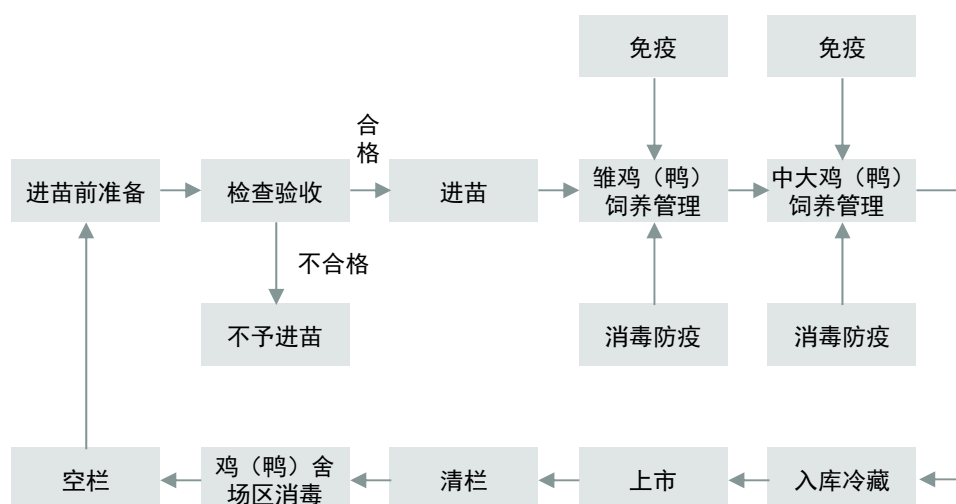 免疫
免疫
合
格
进苗前准备
检查验收
进苗
雏鸡（鸭）
饲养管理
中大鸡（鸭）
饲养管理
不合格
不予进苗
消毒防疫
消毒防疫
空栏
鸡（鸭）舍
场区消毒
清栏
上市
入库冷藏